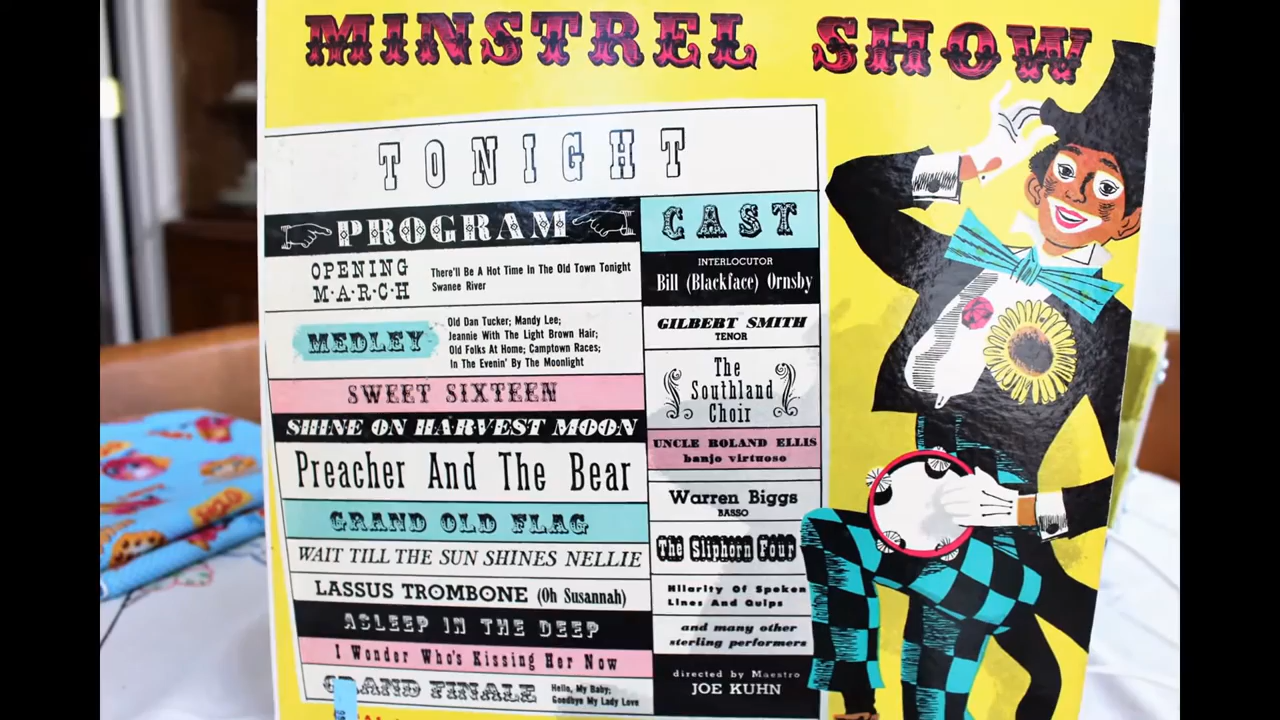 MINSTREL SHOW
TONIGHT
PROGRAM
OPENING
M·A·R·C·H
There'll Be A Hot Time In The Old Town Tonight
Swanee River
MEDLEY
Old Dan Tucker; Mandy Lee;
Jeannie With The Light Brown Hair;
Old Folks At Home; Camptown Races;
In The Evenin' By The Moonlight
SWEET SIXTEEN
SHINE ON HARVEST MOON
Preacher And The Bear
GRAND OLD FLAG
WAIT TILL THE SUN SHINES NELLIE
LASSUS TROMBONE (Oh Susannah)
ASLEEP IN THE DEEP
I Wonder Who's Kissing Her Now
GRAND FINALE
Hello, My Baby;
Goodbye My Lady Love
CAST
INTERLOCUTOR
Bill (Blackface) Ornsby
GILBERT SMITH
TENOR
The
Southland
Choir
UNCLE ROLAND ELLIS
banjo virtuoso
Warren Biggs
BASSO
The Sliphorn Four
Hilarity Of Spoken
Lines And Quips
and many other
sterling performers
directed by Maestro
JOE KUHN